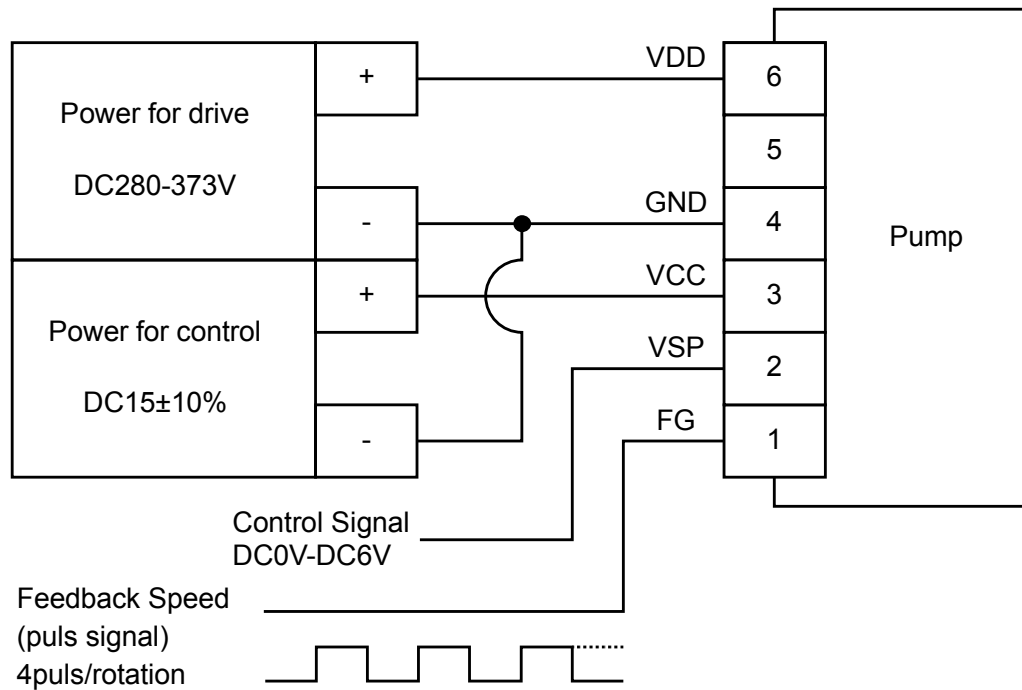 Power for drive
DC280-373V
+
-
Power for control
DC15±10%
+
-
VDD
GND
VCC
VSP
FG
6
5
4
3
2
1
Pump
Control Signal
DC0V-DC6V
Feedback Speed
(puls signal)
4puls/rotation